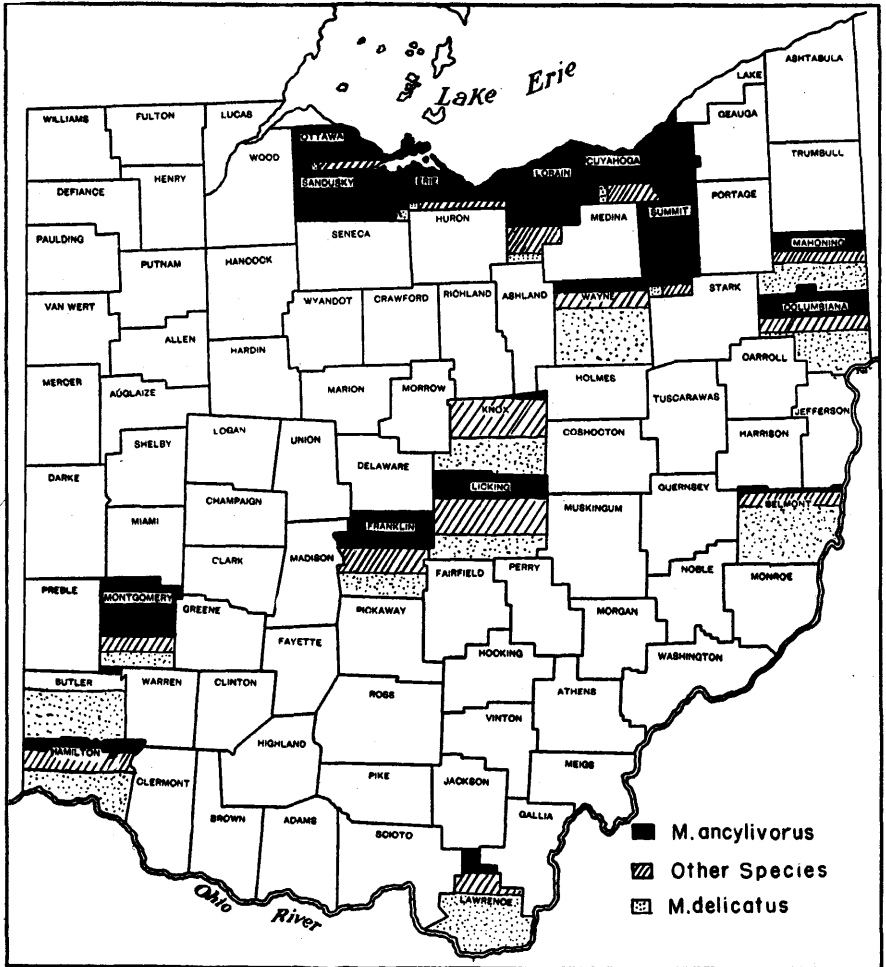 Lake Erie
LAKE
ASHTABULA
WILLIAMS
FULTON
LUCAS
GEAUGA
OTTAWA
WOOD
CUYAHOGA
TRUMBULL
DEFIANCE
HENRY
SANDUSKY
ERIE
LORAIN
PORTAGE
PAULDING
SENECA
HURON
MEDINA
SUMMIT
MAHONING
PUTNAM
HANCOCK
VAN WERT
WYANDOT
CRAWFORD
RICHLAND
ASHLAND
WAYNE
STARK
COLUMBIANA
ALLEN
HARDIN
CARROLL
MERCER
AUGLAIZE
MARION
MORROW
HOLMES
TUSCARAWAS
KNOX
JEFFERSON
SHELBY
LOGAN
UNION
COSHOCTON
HARRISON
DELAWARE
DARKE
LICKING
GUERNSEY
CHAMPAIGN
MUSKINGUM
BELMONT
MIAMI
FRANKLIN
CLARK
MADISON
PREBLE
FAIRFIELD
PERRY
NOBLE
MONROE
MONTGOMERY
GREENE
PICKAWAY
MORGAN
FAYETTE
HOCKING
WASHINGTON
BUTLER
WARREN
CLINTON
ROSS
ATHENS
VINTON
HAMILTON
HIGHLAND
MEIGS
CLERMONT
PIKE
JACKSON
BROWN
ADAMS
GALLIA
SCIOTO
LAWRENCE
Ohio River
M. ancylivorus
Other Species
M. delicatus